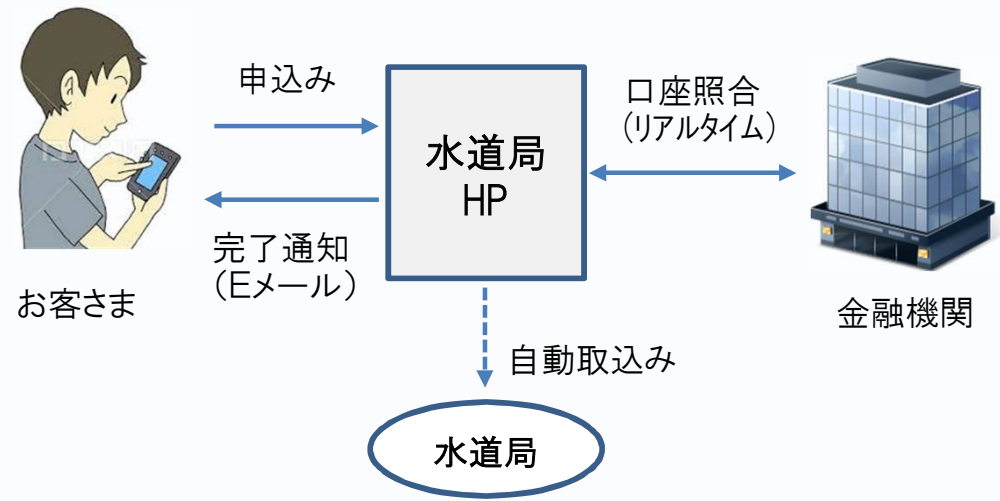 申込み
口座照合
（リアルタイム）
水道局
HP
完了通知
（Eメール）
お客さま
金融機関
自動取込み
水道局